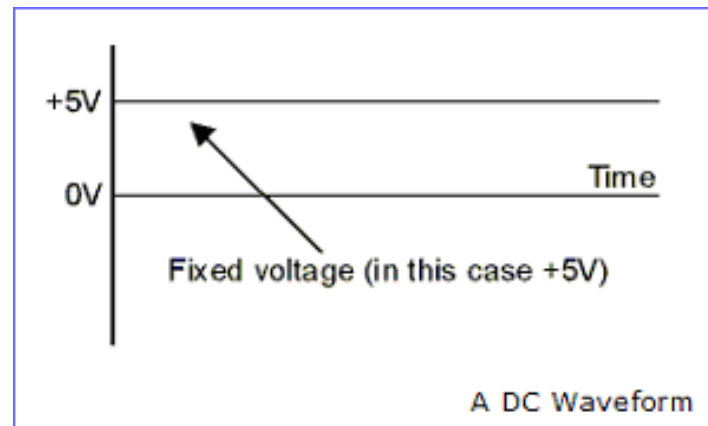 +5V
Time
0V
Fixed voltage (in this case +5V)
A DC Waveform